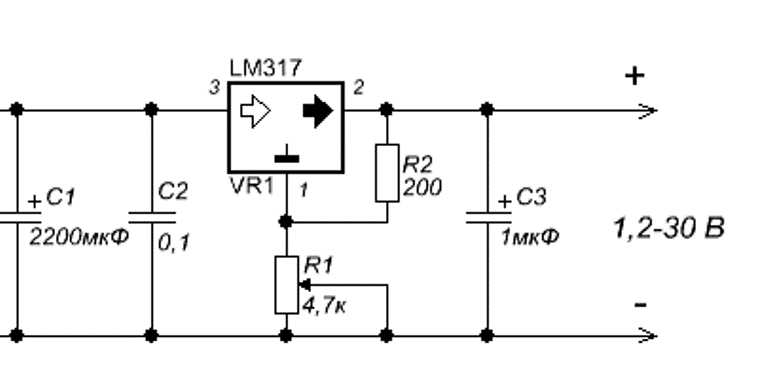 LM317
3
2
+
R2
200
VR1
1
+ C1
2200мкФ
C2
0,1
+ C3
1мкФ
1,2-30 В
R1
4,7к
-